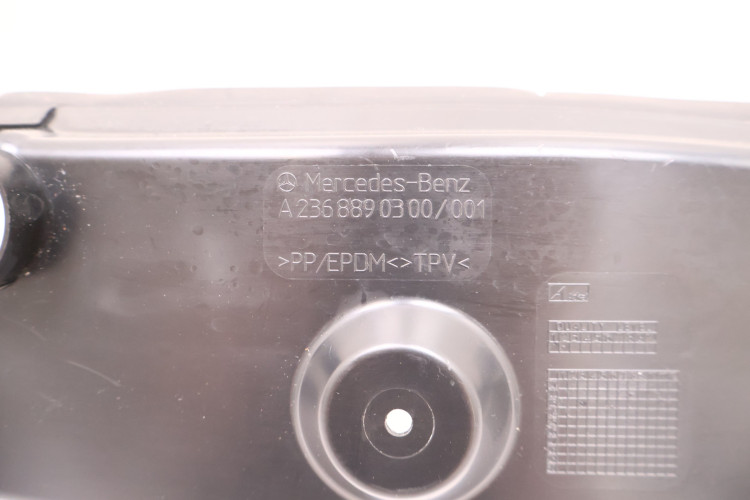 Mercedes-Benz
A 236 889 03 00/001
>PP/EPDM<>TPV<